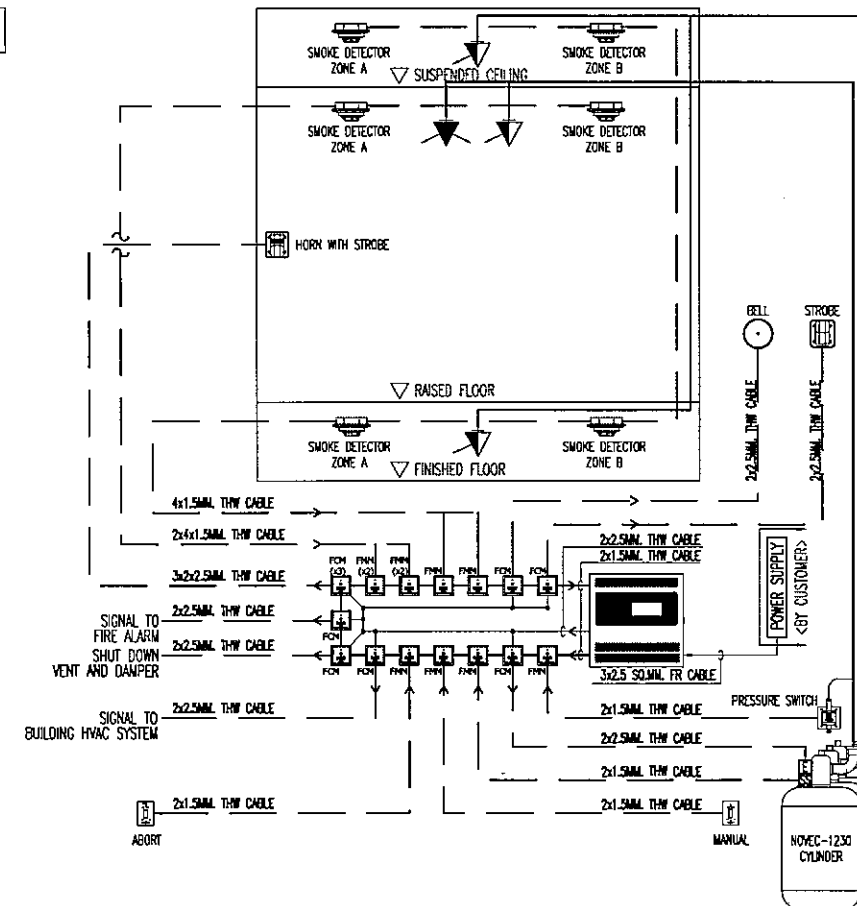 SMOKE DETECTOR
ZONE A
SMOKE DETECTOR
ZONE B
SUSPENDED CEILING
SMOKE DETECTOR
ZONE A
SMOKE DETECTOR
ZONE B
HORN WITH STROBE
BELL
STROBE
2x2.5MM. THW CABLE
2x2.5MM. THW CABLE
RAISED FLOOR
SMOKE DETECTOR
ZONE A
SMOKE DETECTOR
ZONE B
FINISHED FLOOR
4x1.5MM. THW CABLE
2x4x1.5MM. THW CABLE
3x2x2.5MM. THW CABLE
FCM
(x3)
FMM
(x2)
FMM
(x2)
FMM
FMM
FCM
FCM
2x2.5MM. THW CABLE
2x1.5MM. THW CABLE
POWER SUPPLY
<BY CUSTOMER>
SIGNAL TO
FIRE ALARM
2x2.5MM. THW CABLE
FCM
SHUT DOWN
VENT AND DAMPER
2x2.5MM. THW CABLE
FCM
FCM
FMM
FMM
FMM
FCM
FMM
3x2.5 SQ.MM. FR CABLE
SIGNAL TO
BUILDING HVAC SYSTEM
2x2.5MM. THW CABLE
2x1.5MM. THW CABLE
PRESSURE SWITCH
2x2.5MM. THW CABLE
2x1.5MM. THW CABLE
2x1.5MM. THW CABLE
ABORT
2x1.5MM. THW CABLE
MANUAL
NOVEC-1230
CYLINDER